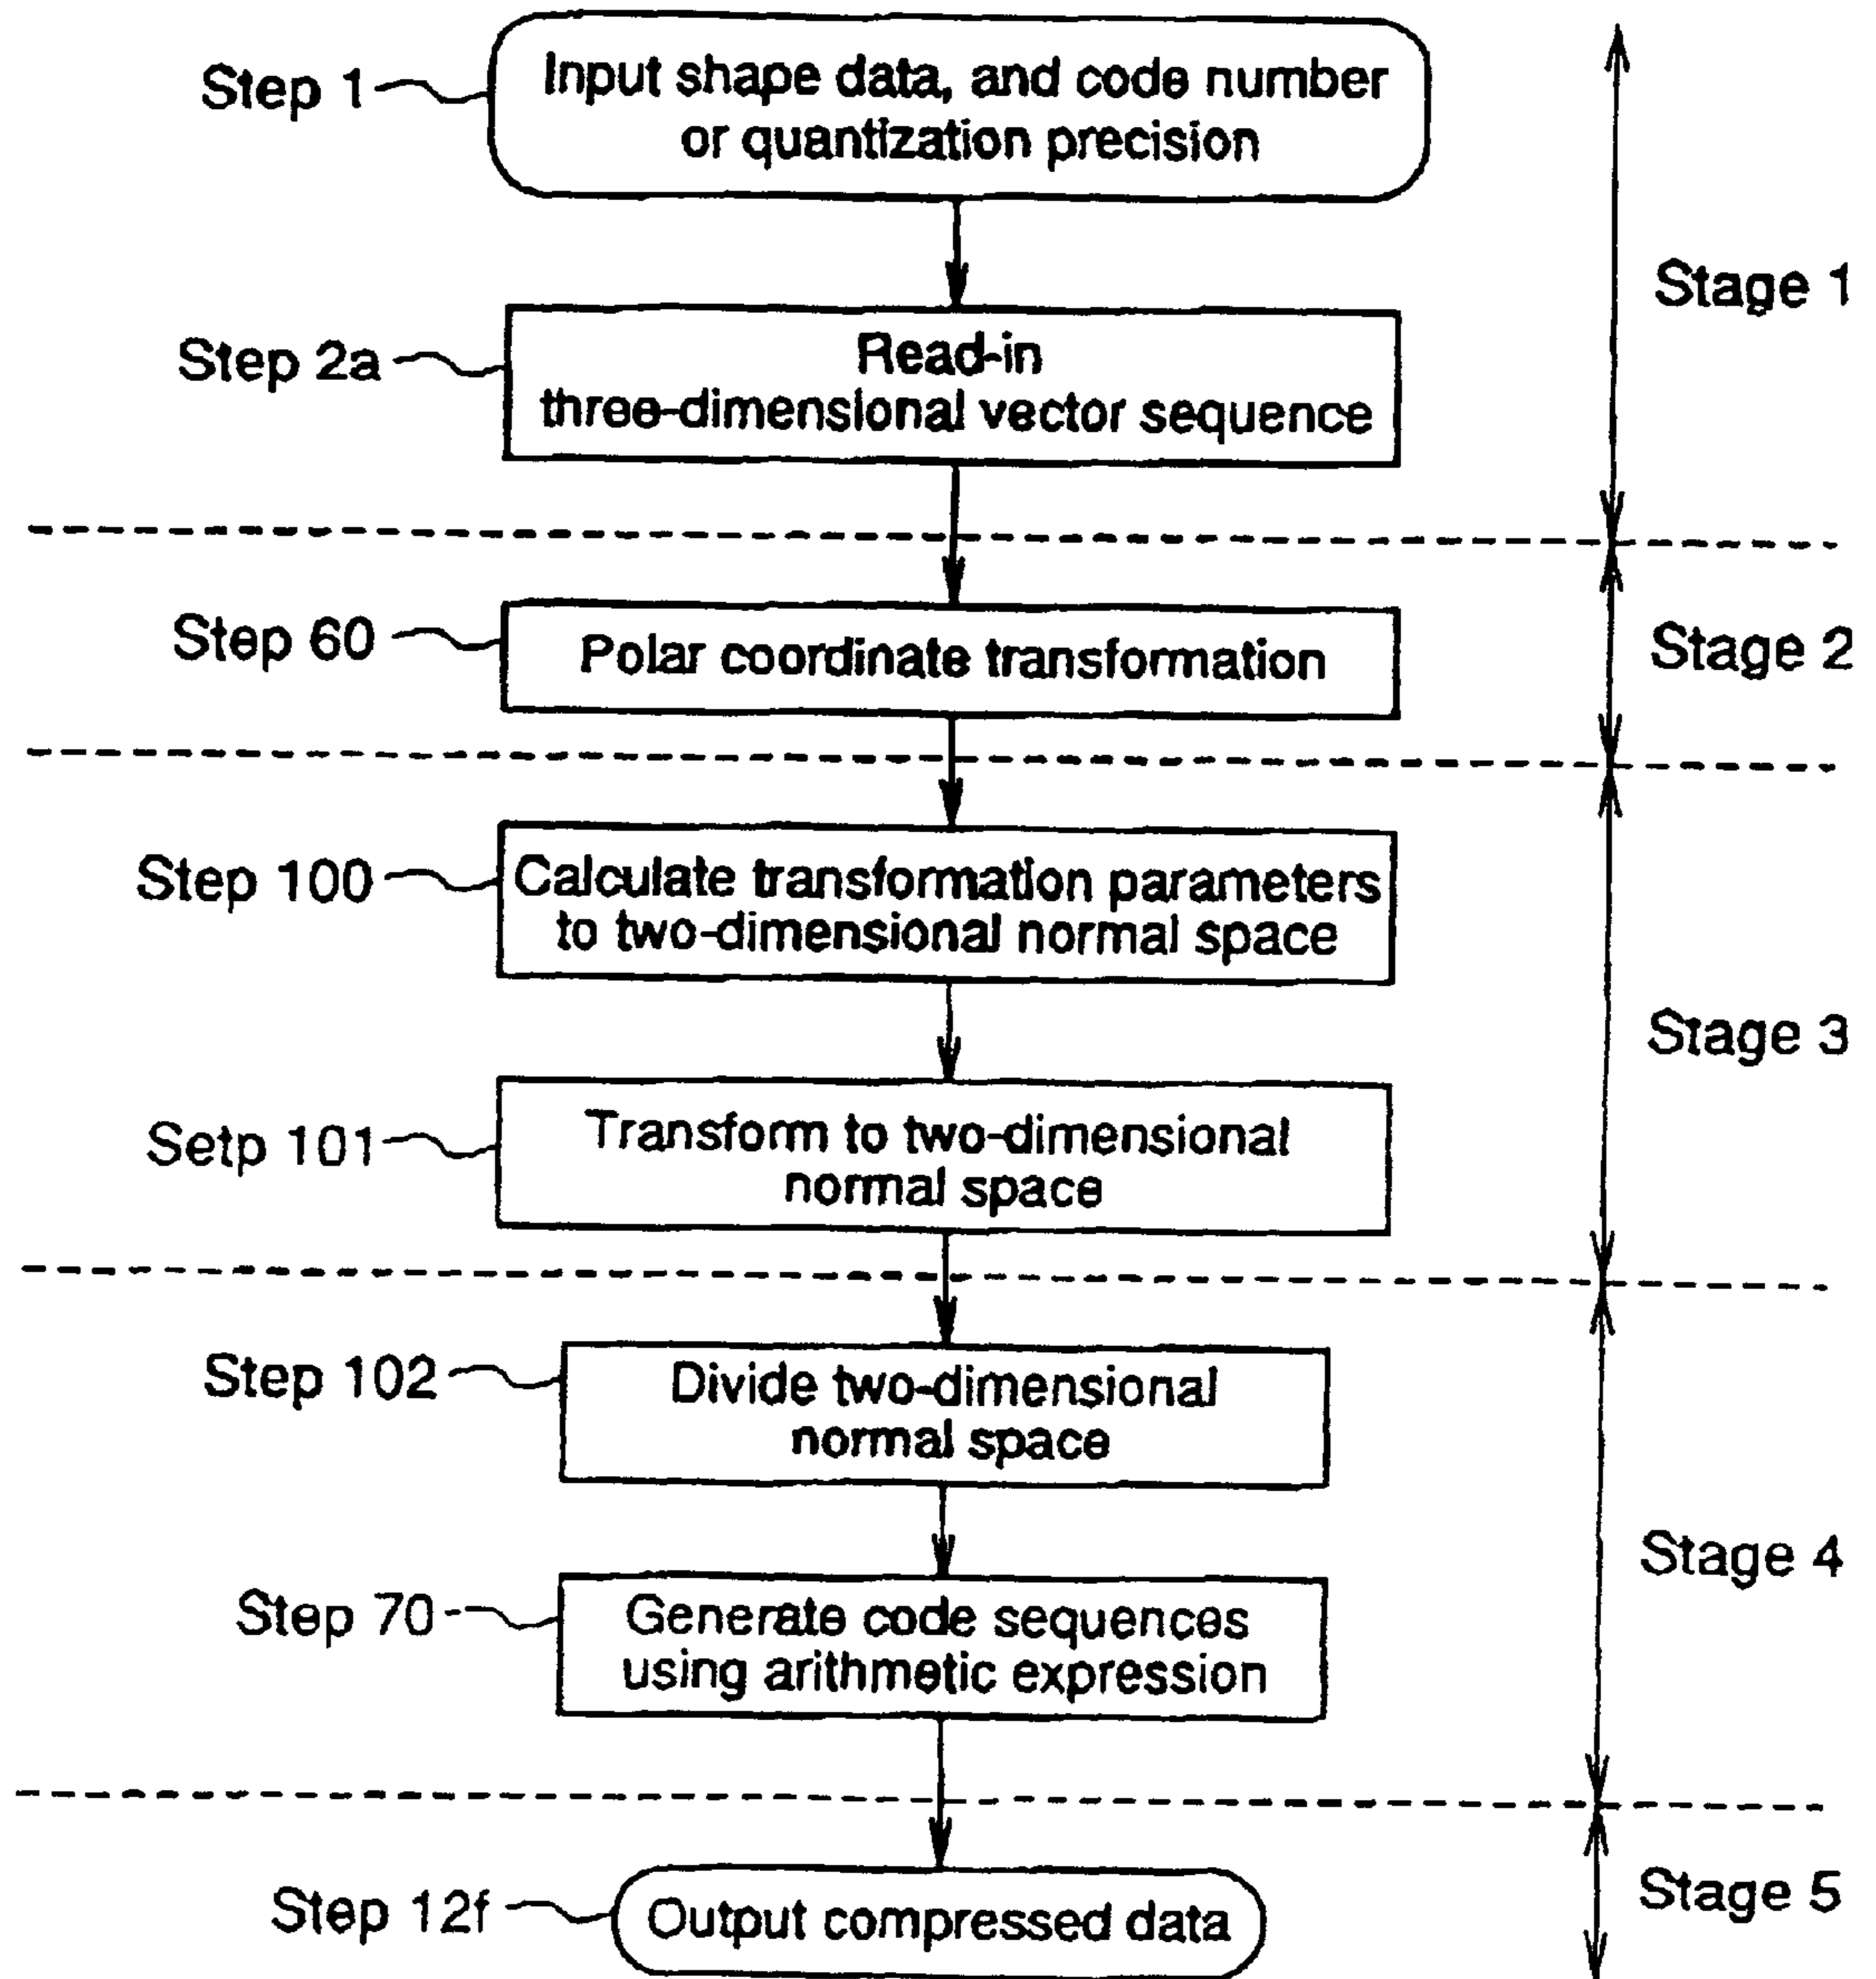 Step 1
Input shape data, and code number
or quantization precision
Stage 1
Step 2a
Read-in
three-dimensional vector sequence
Step 60
Polar coordinate transformation
Stage 2
Step 100
Calculate transformation parameters
to two-dimensional normal space
Stage 3
Setp 101
Transform to two-dimensional
normal space
Step 102
Divide two-dimensional
normal space
Stage 4
Step 70
Generate code sequences
using arithmetic expression
Step 12f
Output compressed data
Stage 5